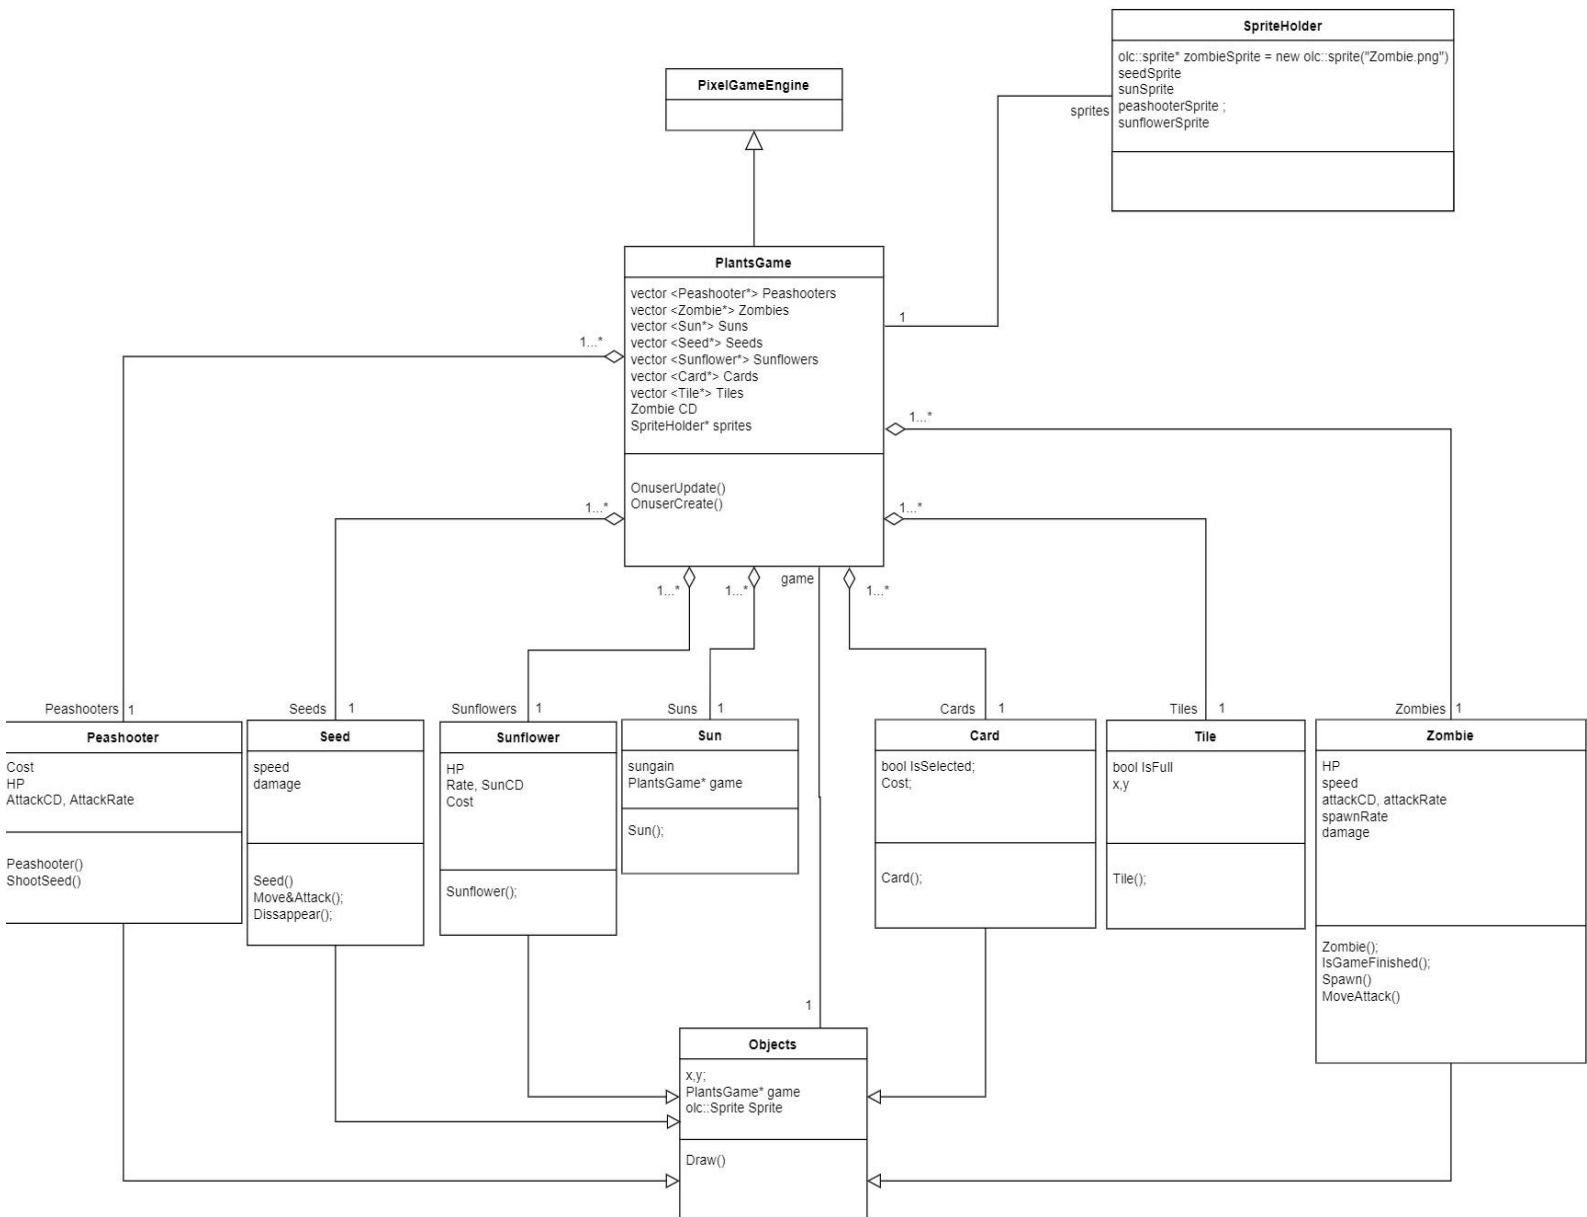 SpriteHolder
olc::sprite* zombieSprite = new olc::sprite("Zombie.png")
seedSprite
sunSprite
peashooterSprite ;
sunflowerSprite
sprites
PixelGameEngine
PlantsGame
vector <Peashooter*> Peashooters
vector <Zombie*> Zombies
vector <Sun*> Suns
vector <Seed*> Seeds
vector <Sunflower*> Sunflowers
vector <Card*> Cards
vector <Tile*> Tiles
Zombie CD
SpriteHolder* sprites
OnuserUpdate()
OnuserCreate()
1
1...*
1...*
1...*
1...*
1...*
1...*
game
1...*
Peashooters 1
Peashooter
Cost
HP
AttackCD, AttackRate
Peashooter()
ShootSeed()
Seeds 1
Seed
speed
damage
Seed()
Move&Attack();
Dissappear();
Sunflowers 1
Sunflower
HP
Rate, SunCD
Cost
Sunflower();
Suns 1
Sun
sungain
PlantsGame* game
Sun();
Cards 1
Card
bool IsSelected;
Cost;
Card();
Tiles 1
Tile
bool IsFull
x,y
Tile();
Zombies 1
Zombie
HP
speed
attackCD, attackRate
spawnRate
damage
Zombie();
IsGameFinished();
Spawn()
MoveAttack()
1
Objects
x,y;
PlantsGame* game
olc::Sprite Sprite
Draw()